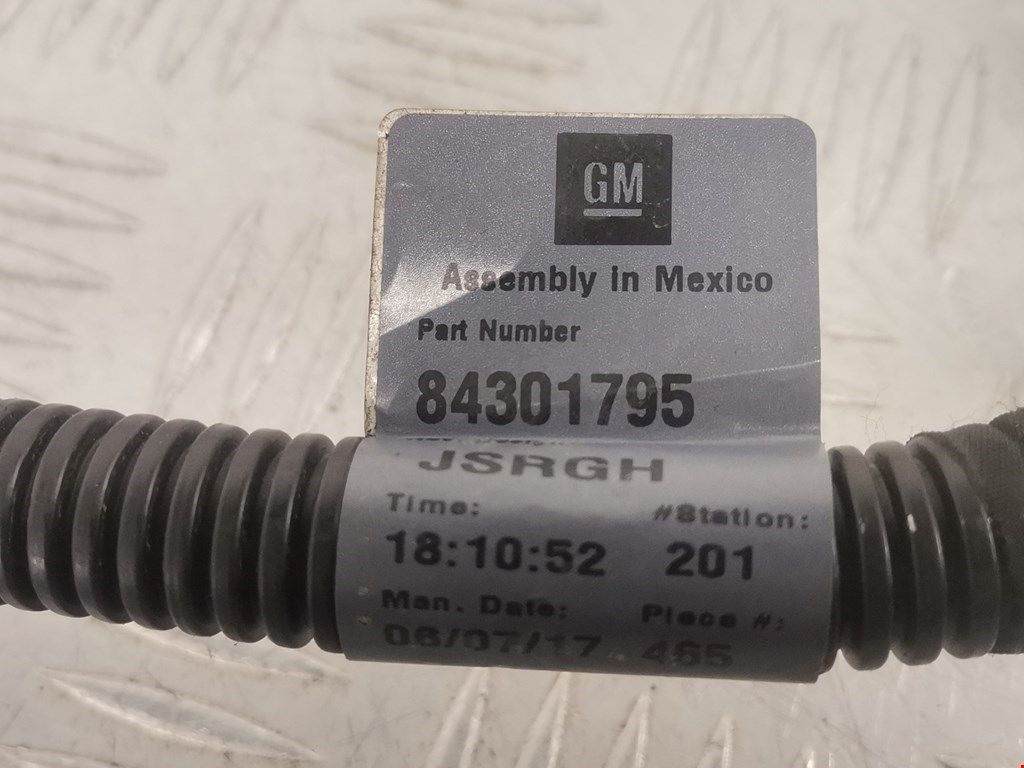 GM
Assembly in Mexico
Part Number
84301795
JSRGH
Time: #Station:
18:10:52 201
Man. Date: Piece #:
06/07/17 465